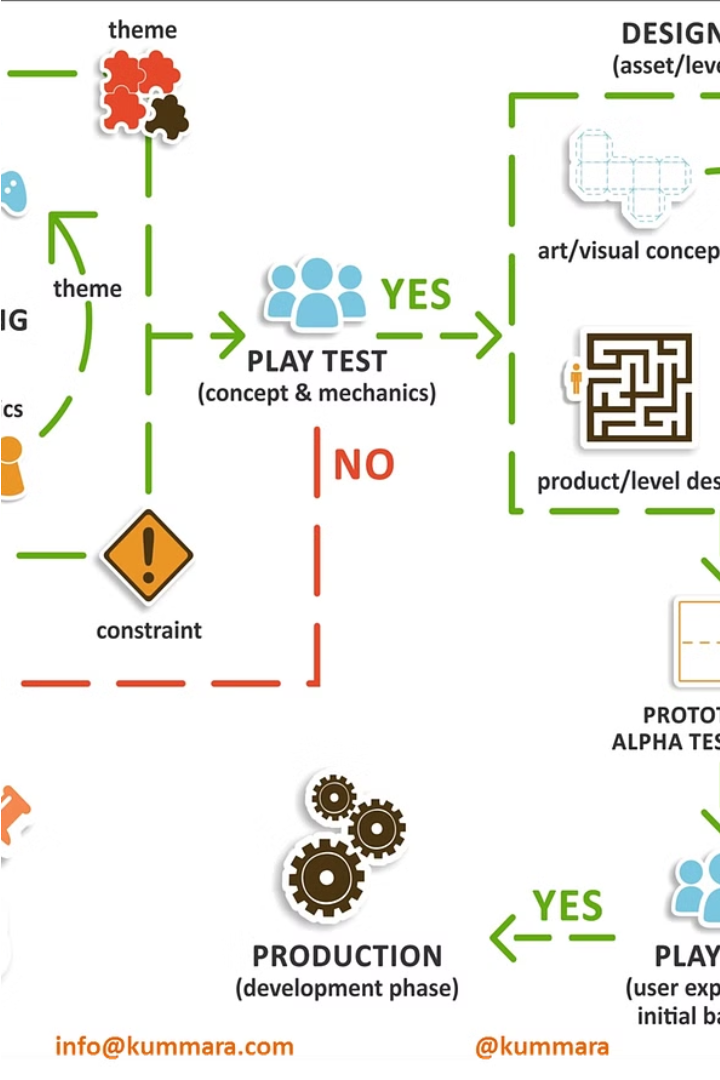 theme
DESIGN
(asset/leve
art/visual concep
theme
IG
YES
PLAY TEST
(concept & mechanics)
cs
NO
product/level des
constraint
PROTOT
ALPHA TES
YES
PRODUCTION
(development phase)
PLAY
(user exp
initial ba
info@kummara.com
@kummara